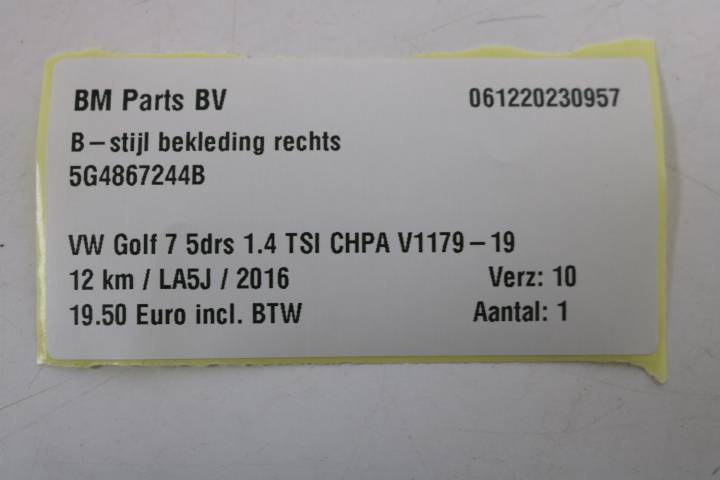 BM Parts BV 061220230957
B-stijl bekleding rechts
5G4867244B
VW Golf 7 5drs 1.4 TSI CHPA V1179-19
12 km / LA5J / 2016 Verz: 10
19.50 Euro incl. BTW Aantal: 1